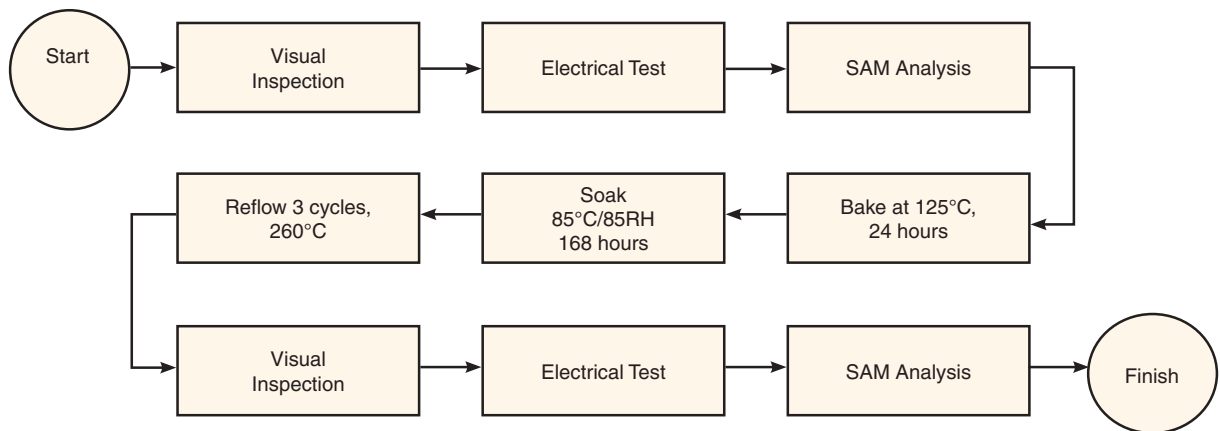 Start
Visual
Inspection
Electrical Test
SAM Analysis
Bake at 125°C,
24 hours
Soak
85°C/85RH
168 hours
Reflow 3 cycles,
260°C
Visual
Inspection
Electrical Test
SAM Analysis
Finish